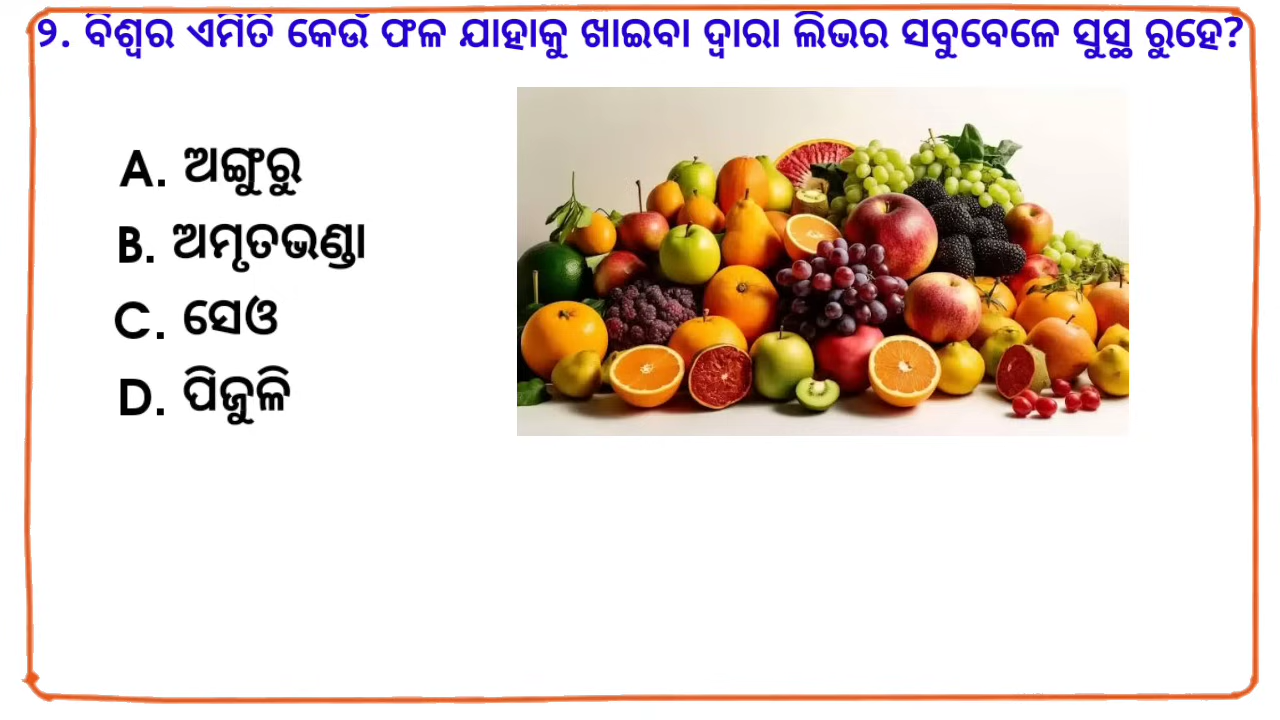 ୨. ବିଶ୍ୱର ଏମିତି କେଉଁ ଫଳ ଯାହାକୁ ଖାଇବା ଦ୍ୱାରା ଲିଭର ସବୁବେଳେ ସୁସ୍ଥ ରୁହେ?
A. ଅଙ୍ଗୁରୁ
B. ଅମୃତଭଣ୍ଡା
C. ସେଓ
D. ପିଜୁଳି